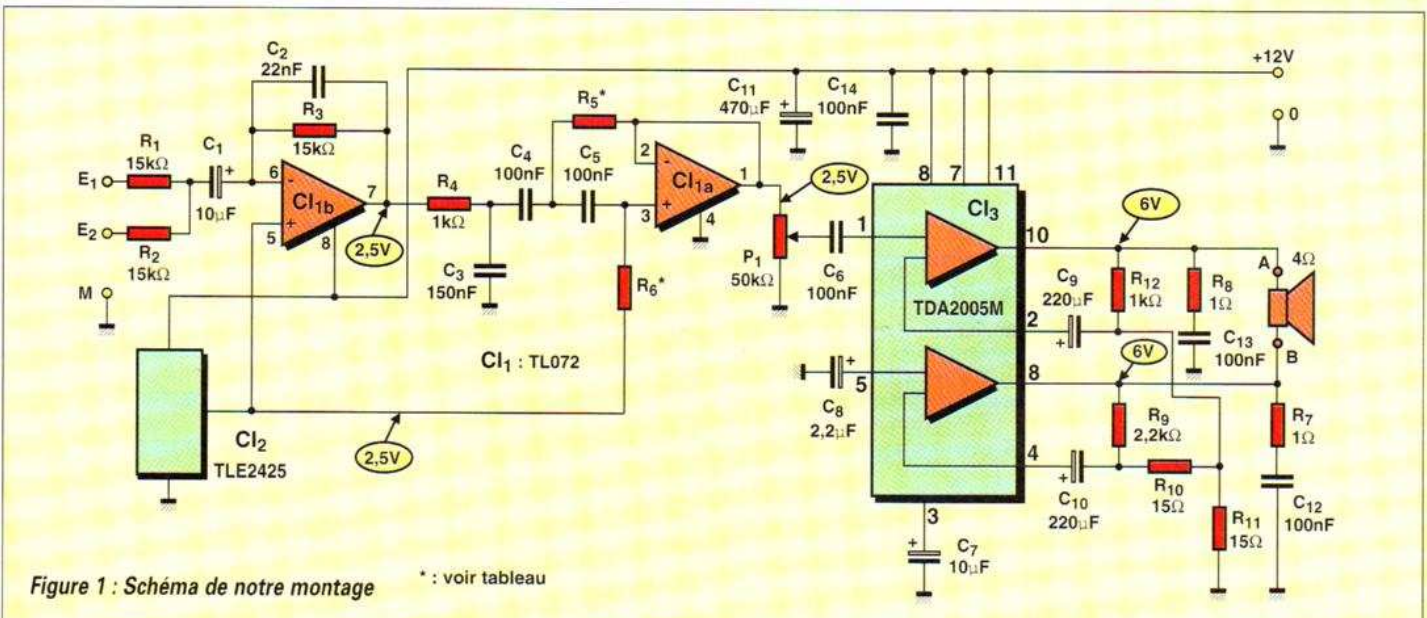 E1
E2
M
R1
15kΩ
R2
15kΩ
C1
+
10µF
C2
22nF
R3
15kΩ
6
-
CI1b
7
+
5
8
2,5V
R4
1kΩ
C3
150nF
C4
100nF
C5
100nF
R5*
R6*
2
-
CI1a
1
3
+
4
2,5V
P1
50kΩ
C6
100nF
CI1 : TL072
CI2
TLE2425
2,5V
C11
470µF
+
C14
100nF
+12V
0
8
7
11
CI3
1
TDA2005M
10
2
5
8
4
3
C8
2,2µF
+
+
C7
10µF
6V
C9
220µF
+
R12
1kΩ
R8
1Ω
C13
100nF
A
4Ω
B
6V
R9
2,2kΩ
+
C10
220µF
R10
15Ω
R11
15Ω
R7
1Ω
C12
100nF
Figure 1 : Schéma de notre montage
* : voir tableau